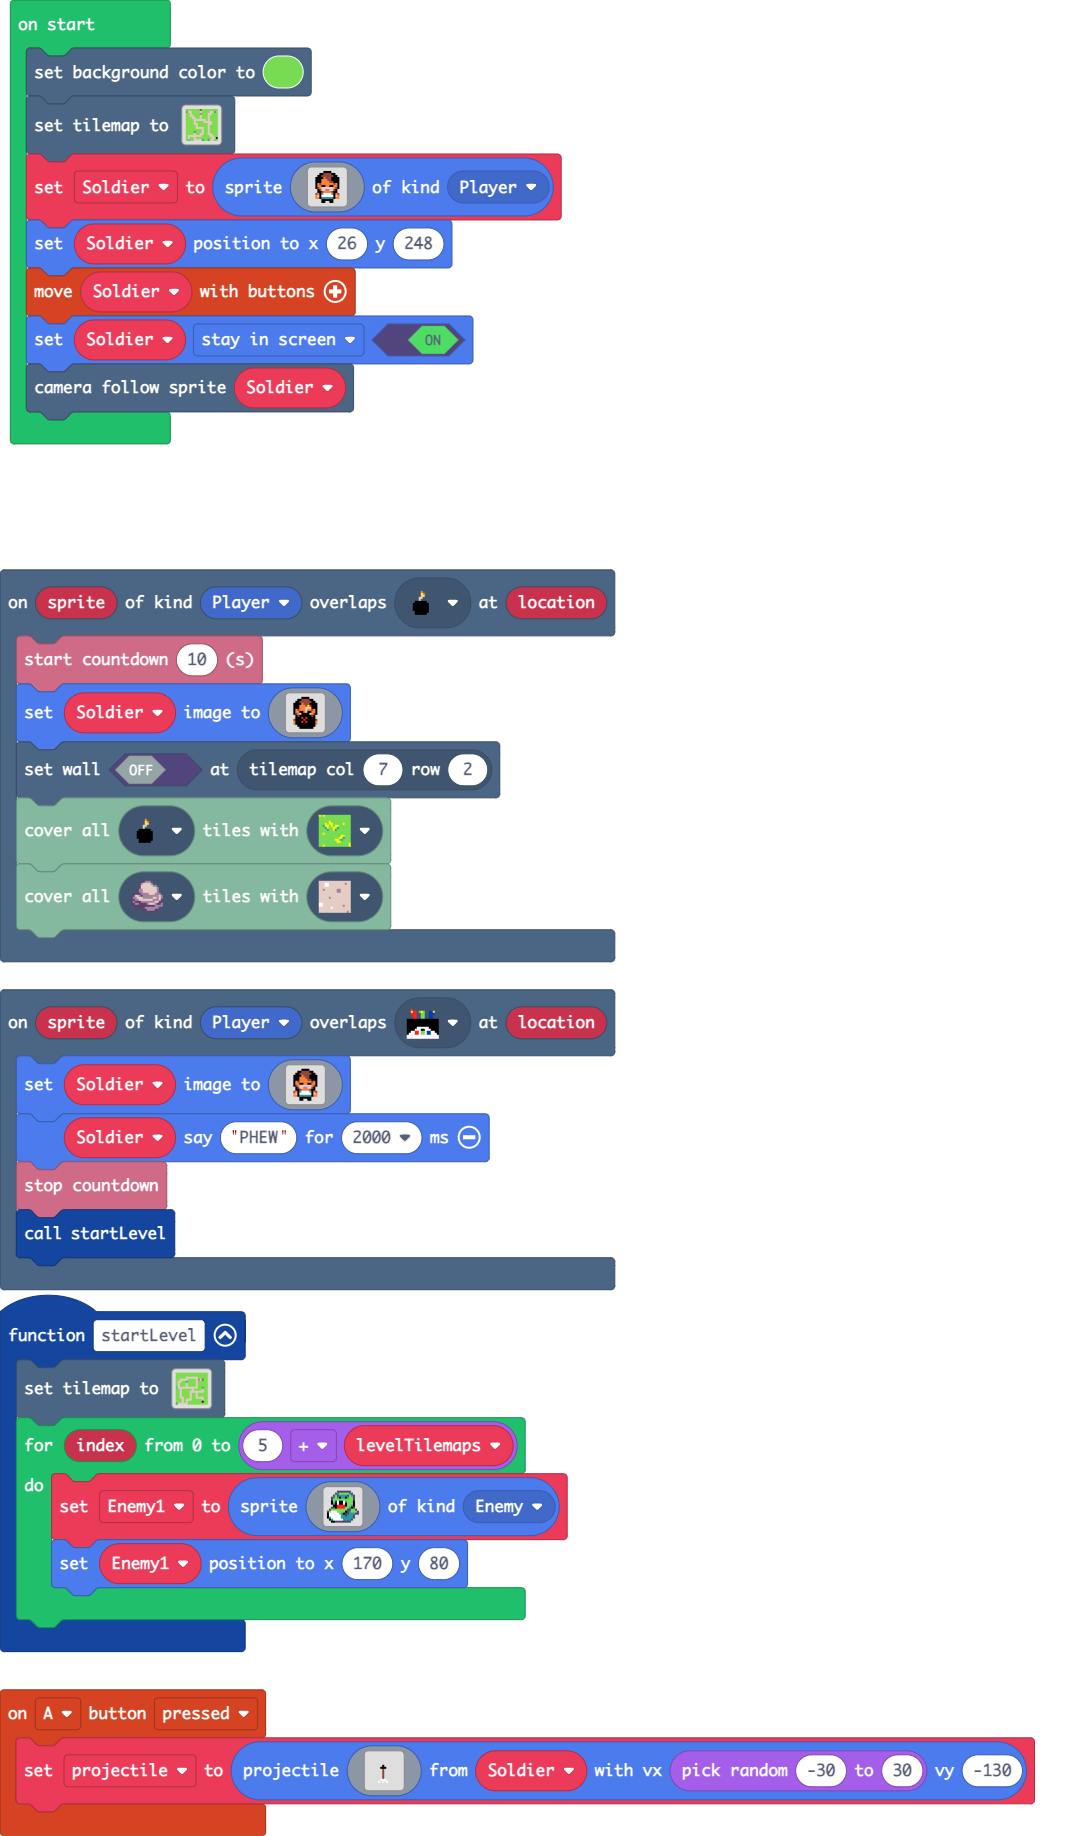 on start
set background color to
set tilemap to
set Soldier to sprite of kind Player
set Soldier position to x 26 y 248
move Soldier with buttons
set Soldier stay in screen ON
camera follow sprite Soldier
on sprite of kind Player overlaps at location
start countdown 10 (s)
set Soldier image to
set wall OFF at tilemap col 7 row 2
cover all tiles with
cover all tiles with
on sprite of kind Player overlaps at location
set Soldier image to
Soldier say "PHEW" for 2000 ms
stop countdown
call startLevel
function startLevel
set tilemap to
for index from 0 to 5 + levelTilemaps
do
set Enemy1 to sprite of kind Enemy
set Enemy1 position to x 170 y 80
on A button pressed
set projectile to projectile from Soldier with vx pick random -30 to 30 vy -130